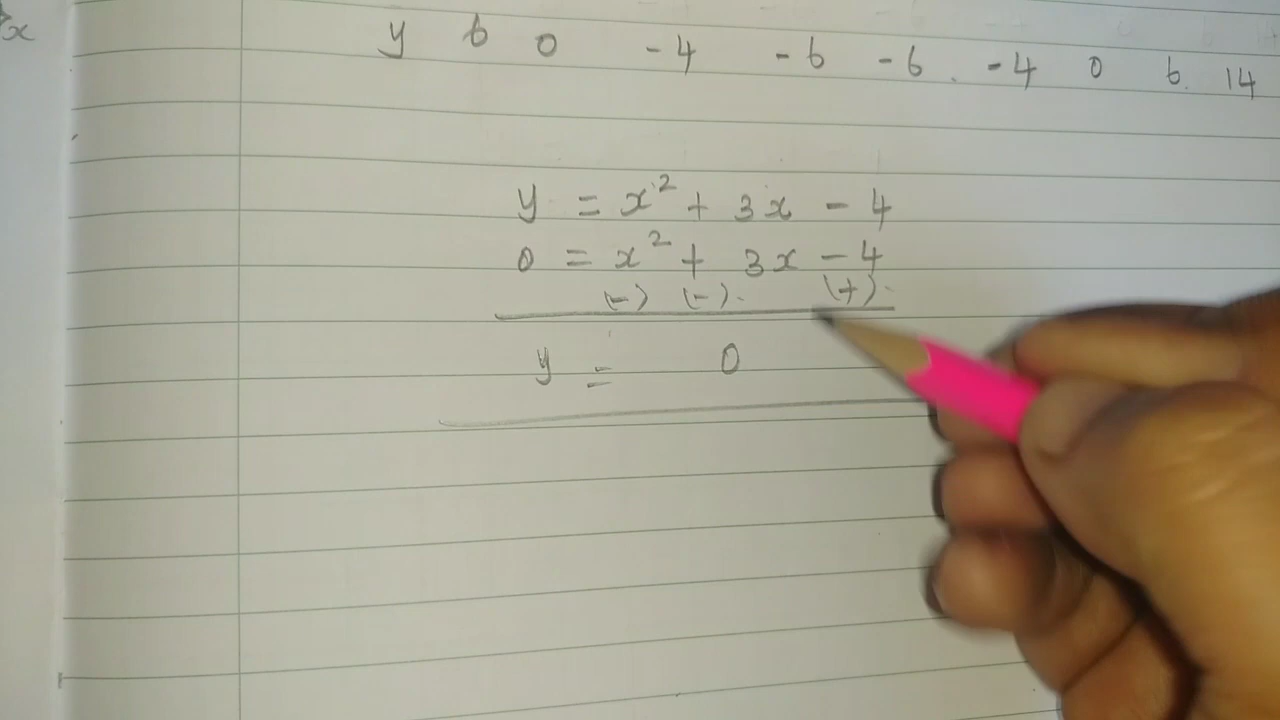 x
y 6 0 -4 -6 -6 -4 0 6 14
y = x² + 3x - 4
0 = x² + 3x - 4
(-) (-) (+)
y = 0